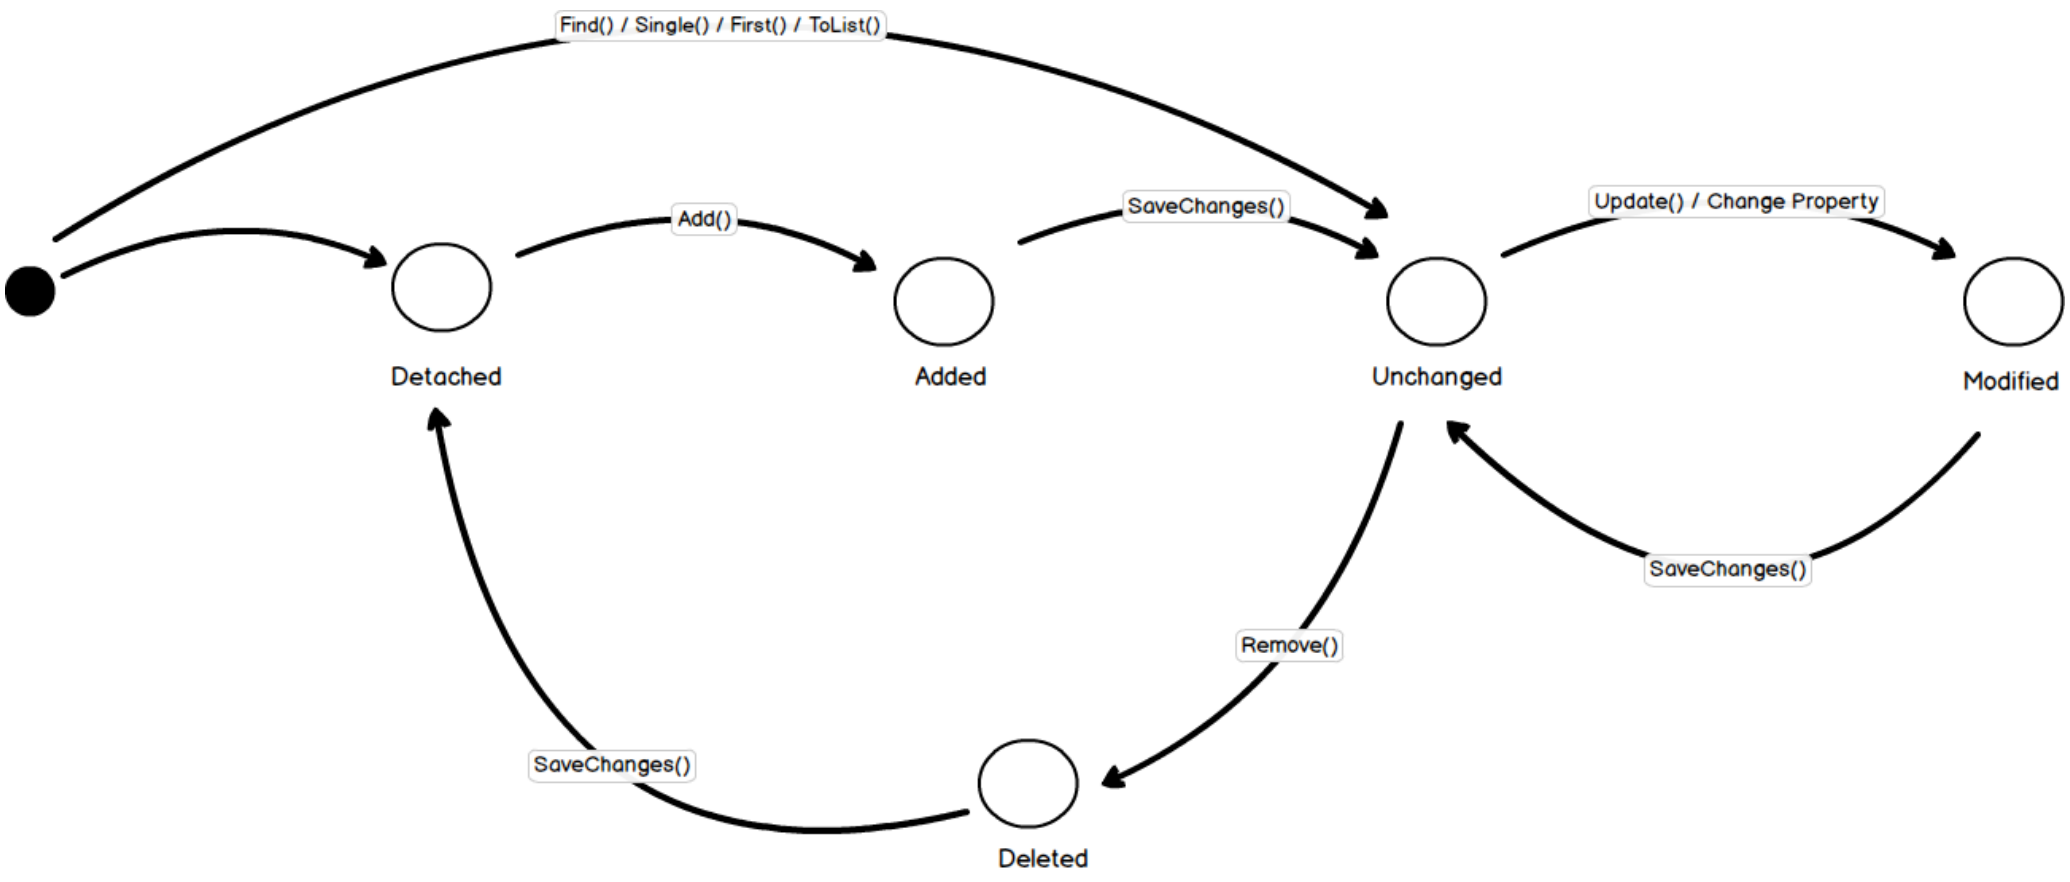 Find() / Single() / First() / ToList()
Add()
SaveChanges()
Update() / Change Property
Detached
Added
Unchanged
Modified
SaveChanges()
Remove()
SaveChanges()
Deleted